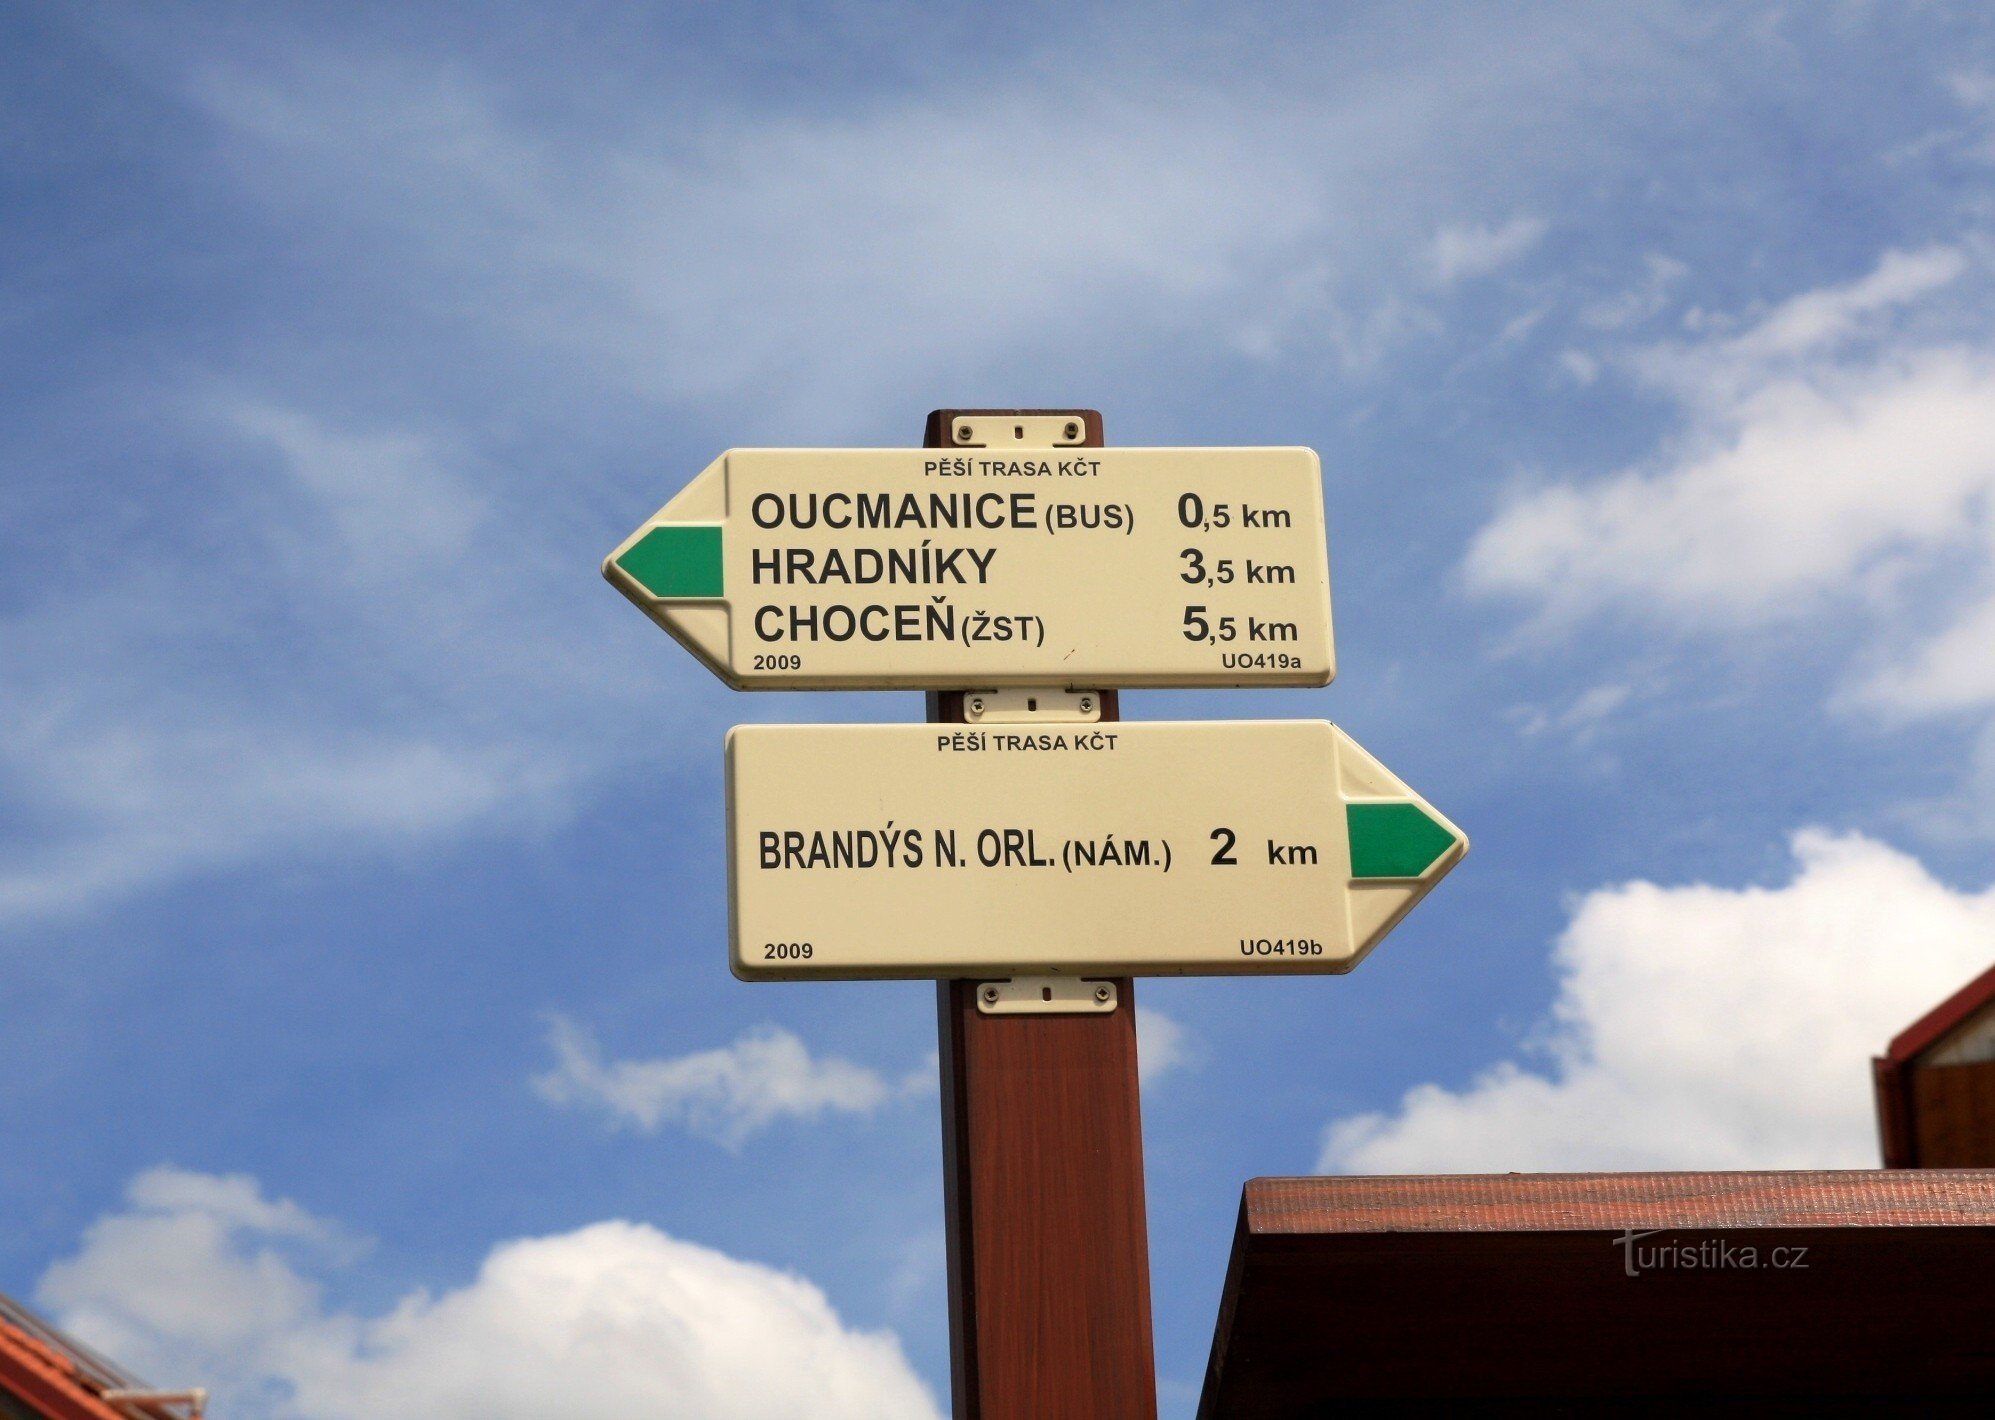 PĚŠÍ TRASA KČT
OUCMANICE (BUS) 0,5 km
HRADNÍKY 3,5 km
CHOCEŇ (ŽST) 5,5 km
2009 UO419a
PĚŠÍ TRASA KČT
BRANDÝS N. ORL. (NÁM.) 2 km
2009 UO419b
Turistika.cz